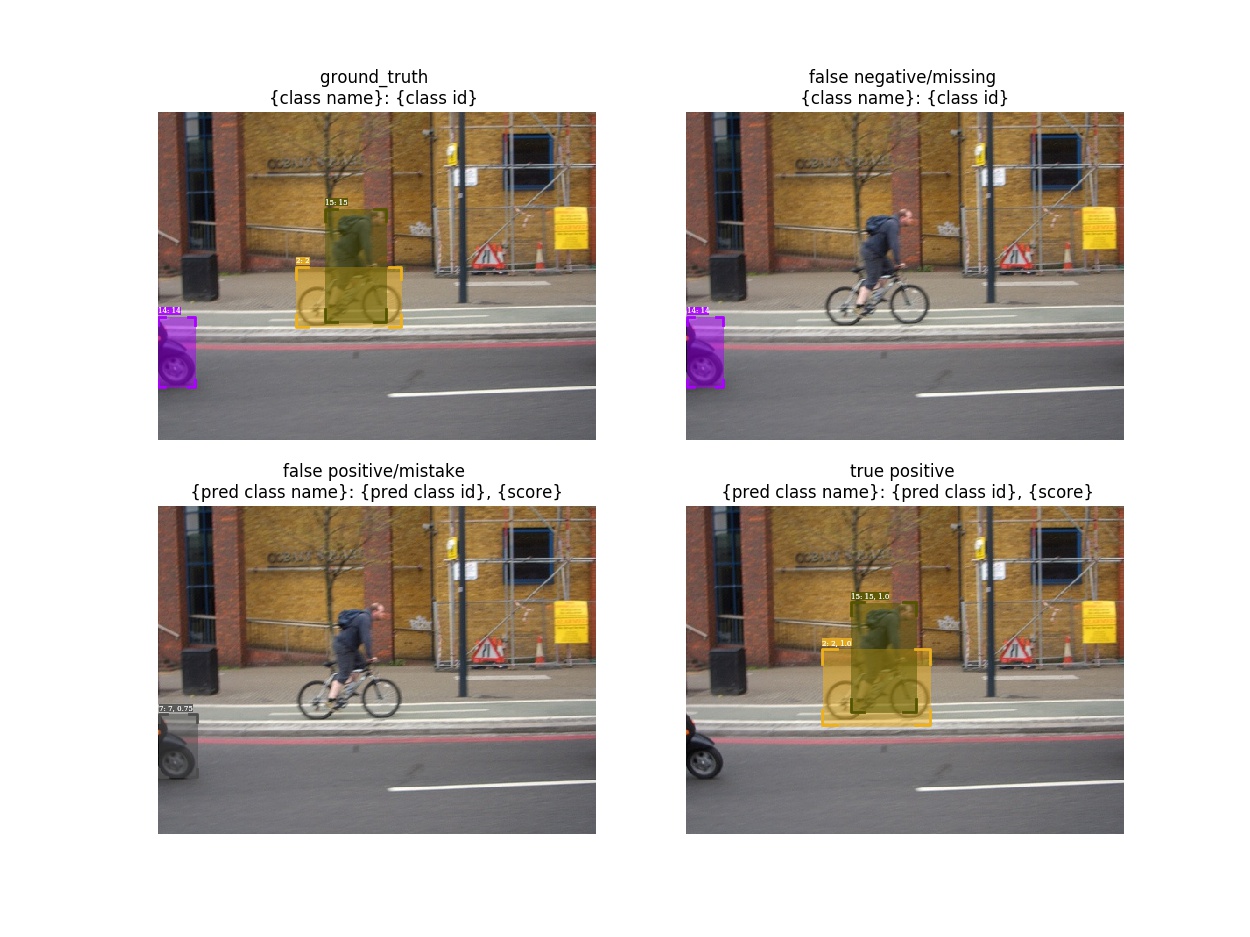 ground_truth
{class name}: {class id}
15: 15
2: 2
14: 14
false negative/missing
{class name}: {class id}
14: 14
false positive/mistake
{pred class name}: {pred class id}, {score}
7: 7, 0.75
true positive
{pred class name}: {pred class id}, {score}
15: 15, 1.0
2: 2, 1.0